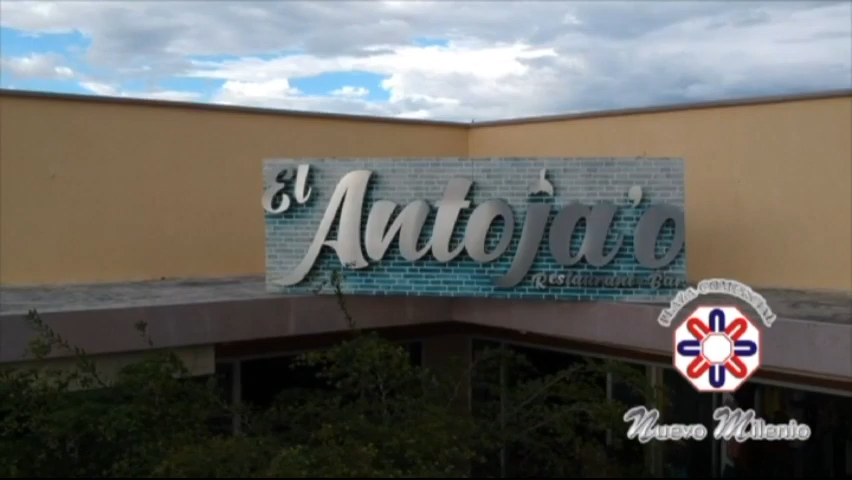 El Antoja'o
Restaurant Bar
PLAZA COMERCIAL
Nuevo Milenio